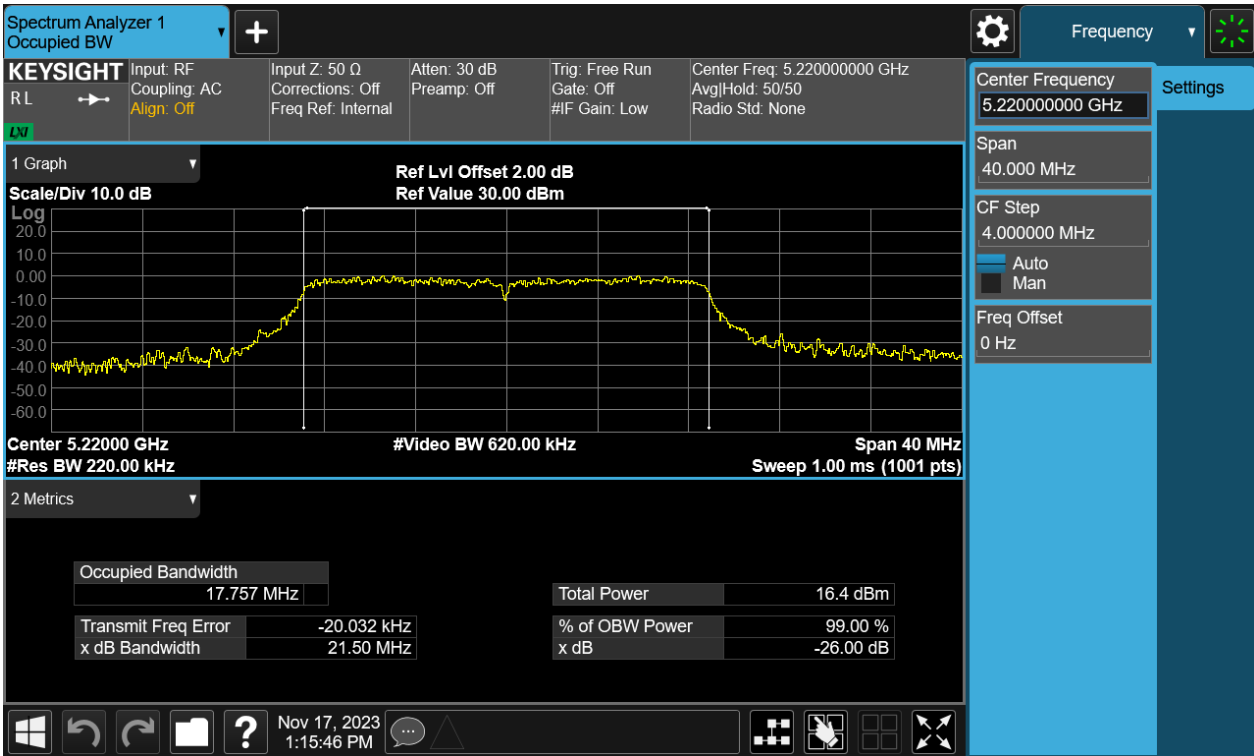 Spectrum Analyzer 1
Occupied BW
+
Frequency
KEYSIGHT
R L
LXI
Input: RF
Coupling: AC
Align: Off
Input Z: 50 Ω
Corrections: Off
Freq Ref: Internal
Atten: 30 dB
Preamp: Off
Trig: Free Run
Gate: Off
#IF Gain: Low
Center Freq: 5.220000000 GHz
Avg|Hold: 50/50
Radio Std: None
Center Frequency
5.220000000 GHz
Settings
Span
40.000 MHz
CF Step
4.000000 MHz
Auto
Man
Freq Offset
0 Hz
1 Graph
Scale/Div 10.0 dB
Ref Lvl Offset 2.00 dB
Ref Value 30.00 dBm
Log
20.0
10.0
0.00
-10.0
-20.0
-30.0
-40.0
-50.0
-60.0
Center 5.22000 GHz
#Video BW 620.00 kHz
Span 40 MHz
#Res BW 220.00 kHz
Sweep 1.00 ms (1001 pts)
2 Metrics
Occupied Bandwidth
17.757 MHz
Total Power 16.4 dBm
Transmit Freq Error -20.032 kHz
% of OBW Power 99.00 %
x dB Bandwidth 21.50 MHz
x dB -26.00 dB
?
Nov 17, 2023
1:15:46 PM